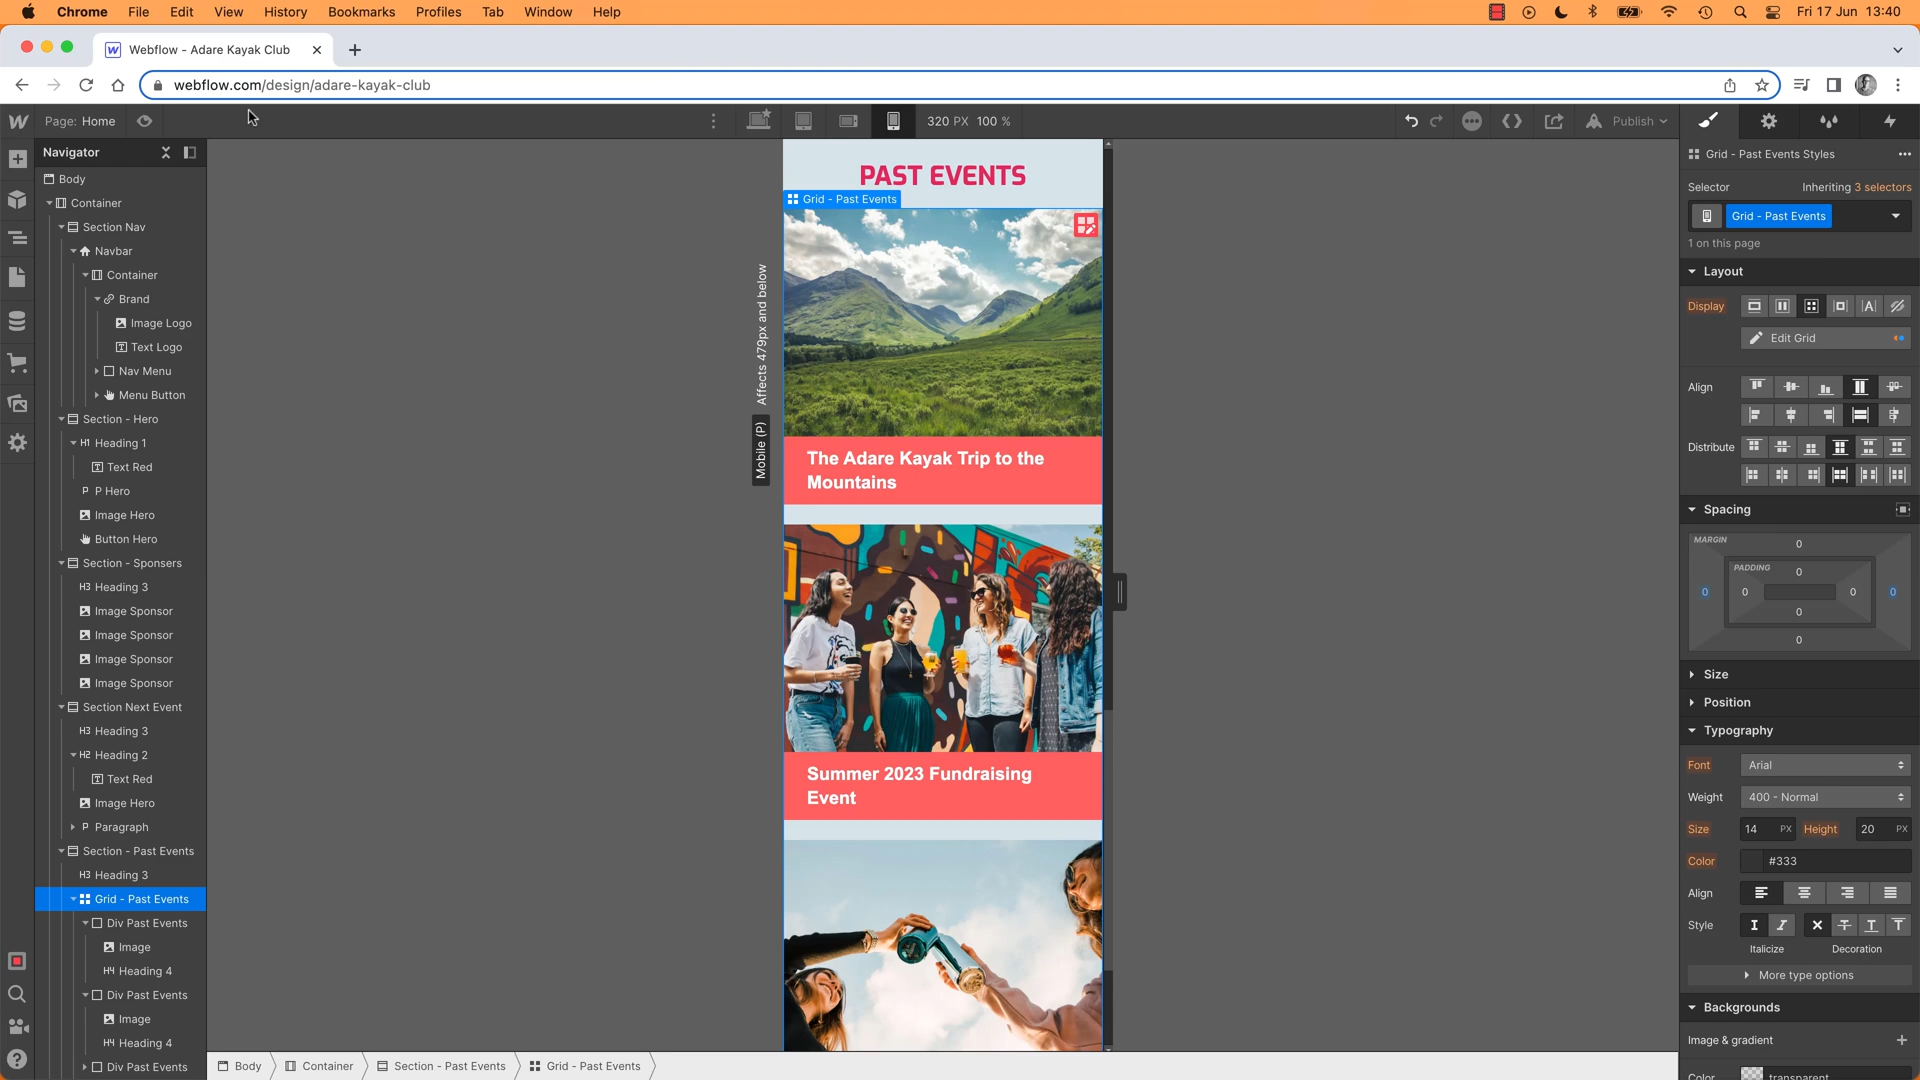 Chrome File Edit View History Bookmarks Profiles Tab Window Help Fri 17 Jun 13:40
Webflow - Adare Kayak Club
webflow.com/design/adare-kayak-club
Page: Home
320 PX 100 %
Publish
Navigator
Body
Container
Section Nav
Navbar
Container
Brand
Image Logo
Text Logo
Nav Menu
Menu Button
Section - Hero
H1 Heading 1
Text Red
P P Hero
Image Hero
Button Hero
Section - Sponsers
H3 Heading 3
Image Sponsor
Image Sponsor
Image Sponsor
Image Sponsor
Section Next Event
H3 Heading 3
H2 Heading 2
Text Red
Image Hero
P Paragraph
Section - Past Events
H3 Heading 3
Grid - Past Events
Div Past Events
Image
H4 Heading 4
Div Past Events
Image
H4 Heading 4
Div Past Events
Affects 479px and below
Mobile (P)
PAST EVENTS
Grid - Past Events
The Adare Kayak Trip to the
Mountains
Summer 2023 Fundraising
Event
Body Container Section - Past Events Grid - Past Events
Grid - Past Events Styles
Selector Inheriting 3 selectors
Grid - Past Events
1 on this page
Layout
Display
Edit Grid
Align
Distribute
Spacing
MARGIN
0
PADDING
0
0 0 0 0
0
0
Size
Position
Typography
Font Arial
Weight 400 - Normal
Size 14 PX Height 20 PX
Color #333
Align
Style
Italicize Decoration
More type options
Backgrounds
Image & gradient
Color transparent